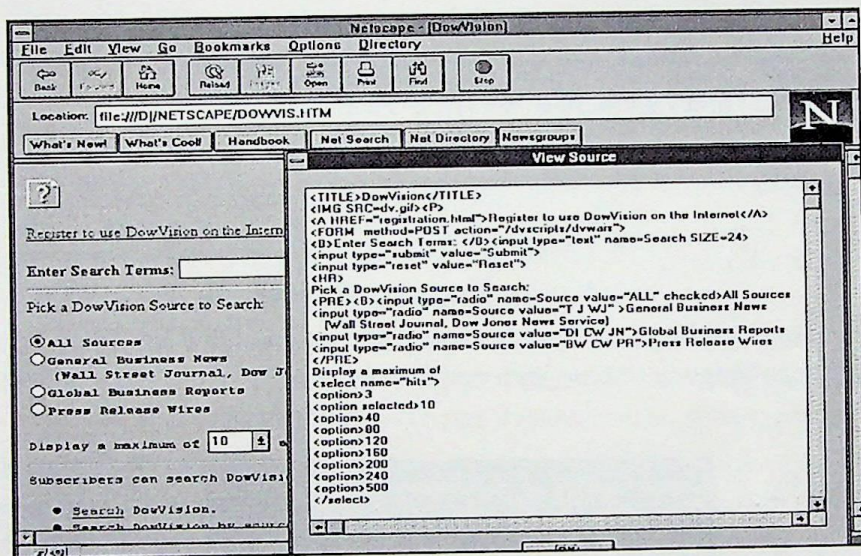 Netscape - [DowVision]
File Edit View Go Bookmarks Options Directory Help
Back Forward Home Reload Images Open Print Find Stop
Location: file:///D|/NETSCAPE/DOWVIS.HTM
N
What's New! What's Cool! Handbook Net Search Net Directory Newsgroups
Register to use DowVision on the Intern
Enter Search Terms:
Pick a DowVision Source to Search:
All Sources
General Business News
(Wall Street Journal, Dow J
Global Business Reports
Press Release Wires
Display a maximum of 10
Subscribers can search DowVisi
Search DowVision.
Search DowVision by source
View Source
<TITLE>DowVision</TITLE>
<IMG SRC=dv.gif><P>
<A HREF="registration.html">Register to use DowVision on the Internet</A>
<FORM method=POST action="/dvscripts/dvwais">
<B>Enter Search Terms: </B><input type="text" name=Search SIZE=24>
<input type="submit" value="Submit">
<input type="reset" value="Reset">
<HR>
Pick a DowVision Source to Search:
<PRE><B><input type="radio" name=Source value="ALL" checked>All Sources
<input type="radio" name=Source value="T J WJ" >General Business News
(Wall Street Journal, Dow Jones News Service)
<input type="radio" name=Source value="DI CW JN">Global Business Reports
<input type="radio" name=Source value="BW CW PR">Press Release Wires
</PRE>
Display a maximum of
<select name="hits">
<option>3
<option selected>10
<option>40
<option>80
<option>120
<option>160
<option>200
<option>240
<option>500
</select>